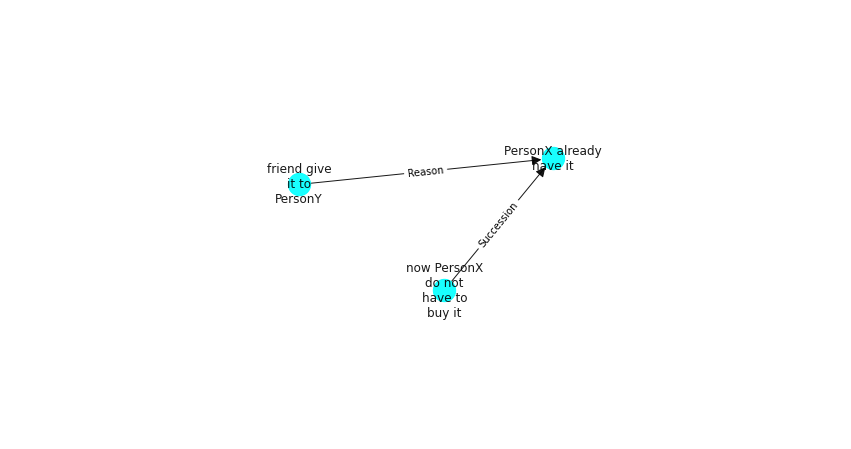 friend give
it to
PersonY
Reason
PersonX already
have it
Succession
now PersonX
do not
have to
buy it